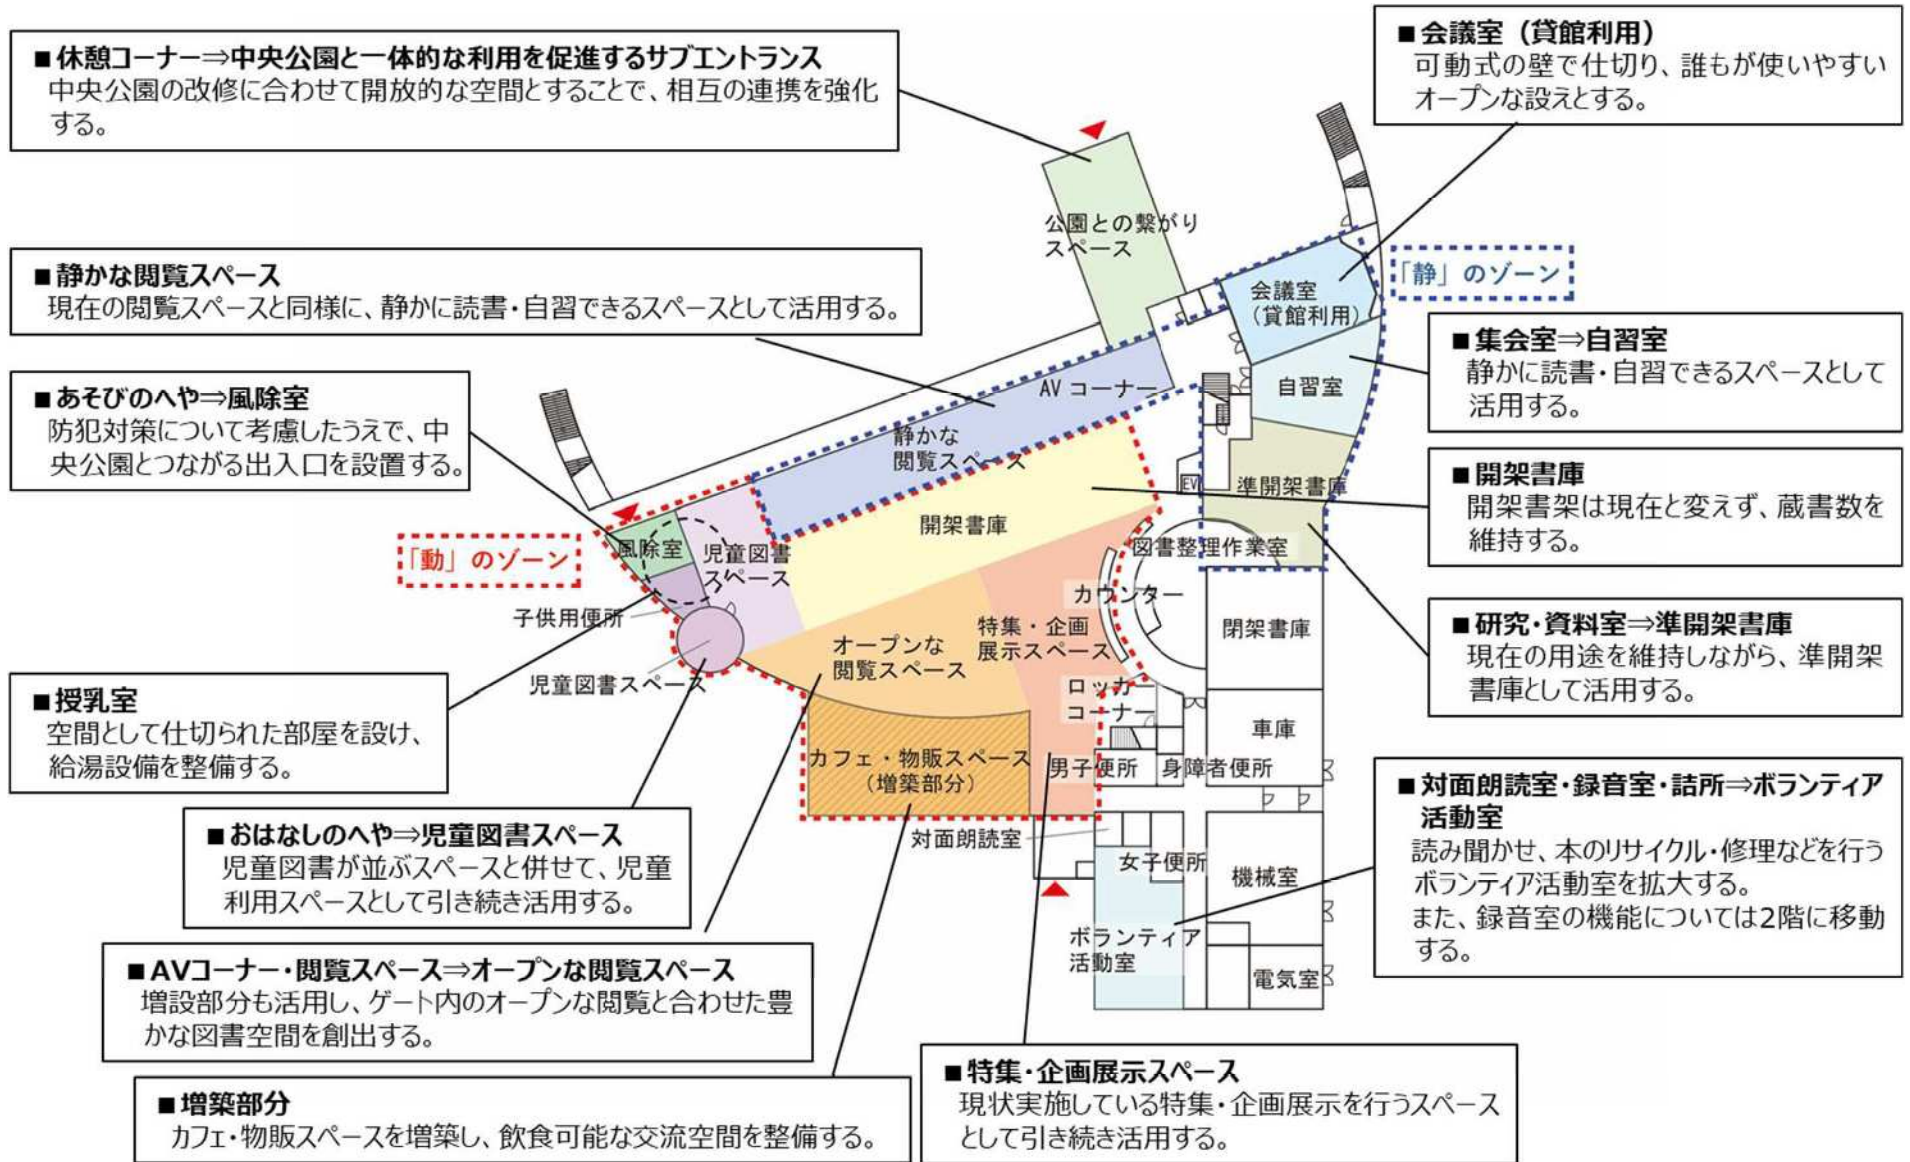 ■休憩コーナー⇒中央公園と一体的な利用を促進するサブエントランス
中央公園の改修に合わせて開放的な空間とすることで、相互の連携を強化
する。
■会議室（貸館利用）
可動式の壁で仕切り、誰もが使いやすい
オープンな設えとする。
■静かな閲覧スペース
現在の閲覧スペースと同様に、静かに読書・自習できるスペースとして活用する。
■あそびのへや⇒風除室
防犯対策について考慮したうえで、中
央公園とつながる出入口を設置する。
■授乳室
空間として仕切られた部屋を設け、
給湯設備を整備する。
■おはなしのへや⇒児童図書スペース
児童図書が並ぶスペースと併せて、児童
利用スペースとして引き続き活用する。
■AVコーナー・閲覧スペース⇒オープンな閲覧スペース
増設部分も活用し、ゲート内のオープンな閲覧と合わせた豊
かな図書空間を創出する。
■増築部分
カフェ・物販スペースを増築し、飲食可能な交流空間を整備する。
公園との繋がり
スペース
会議室
（貸館利用）
「静」のゾーン
自習室
AV コーナー
静かな
閲覧スペース
準開架書庫
EV
開架書庫
図書整理作業室
「動」のゾーン
風除室
児童図書
スペース
カウンター
子供用便所
特集・企画
展示スペース
閉架書庫
オープンな
閲覧スペース
児童図書スペース
ロッカー
コーナー
車庫
カフェ・物販スペース
（増築部分）
男子便所
身障者便所
対面朗読室
女子便所
機械室
ボランティア
活動室
電気室
■集会室⇒自習室
静かに読書・自習できるスペースとして
活用する。
■開架書庫
開架書架は現在と変えず、蔵書数を
維持する。
■研究・資料室⇒準開架書庫
現在の用途を維持しながら、準開架
書庫として活用する。
■対面朗読室・録音室・詰所⇒ボランティア
活動室
読み聞かせ、本のリサイクル・修理などを行う
ボランティア活動室を拡大する。
また、録音室の機能については2階に移動
する。
■特集・企画展示スペース
現状実施している特集・企画展示を行うスペース
として引き続き活用する。